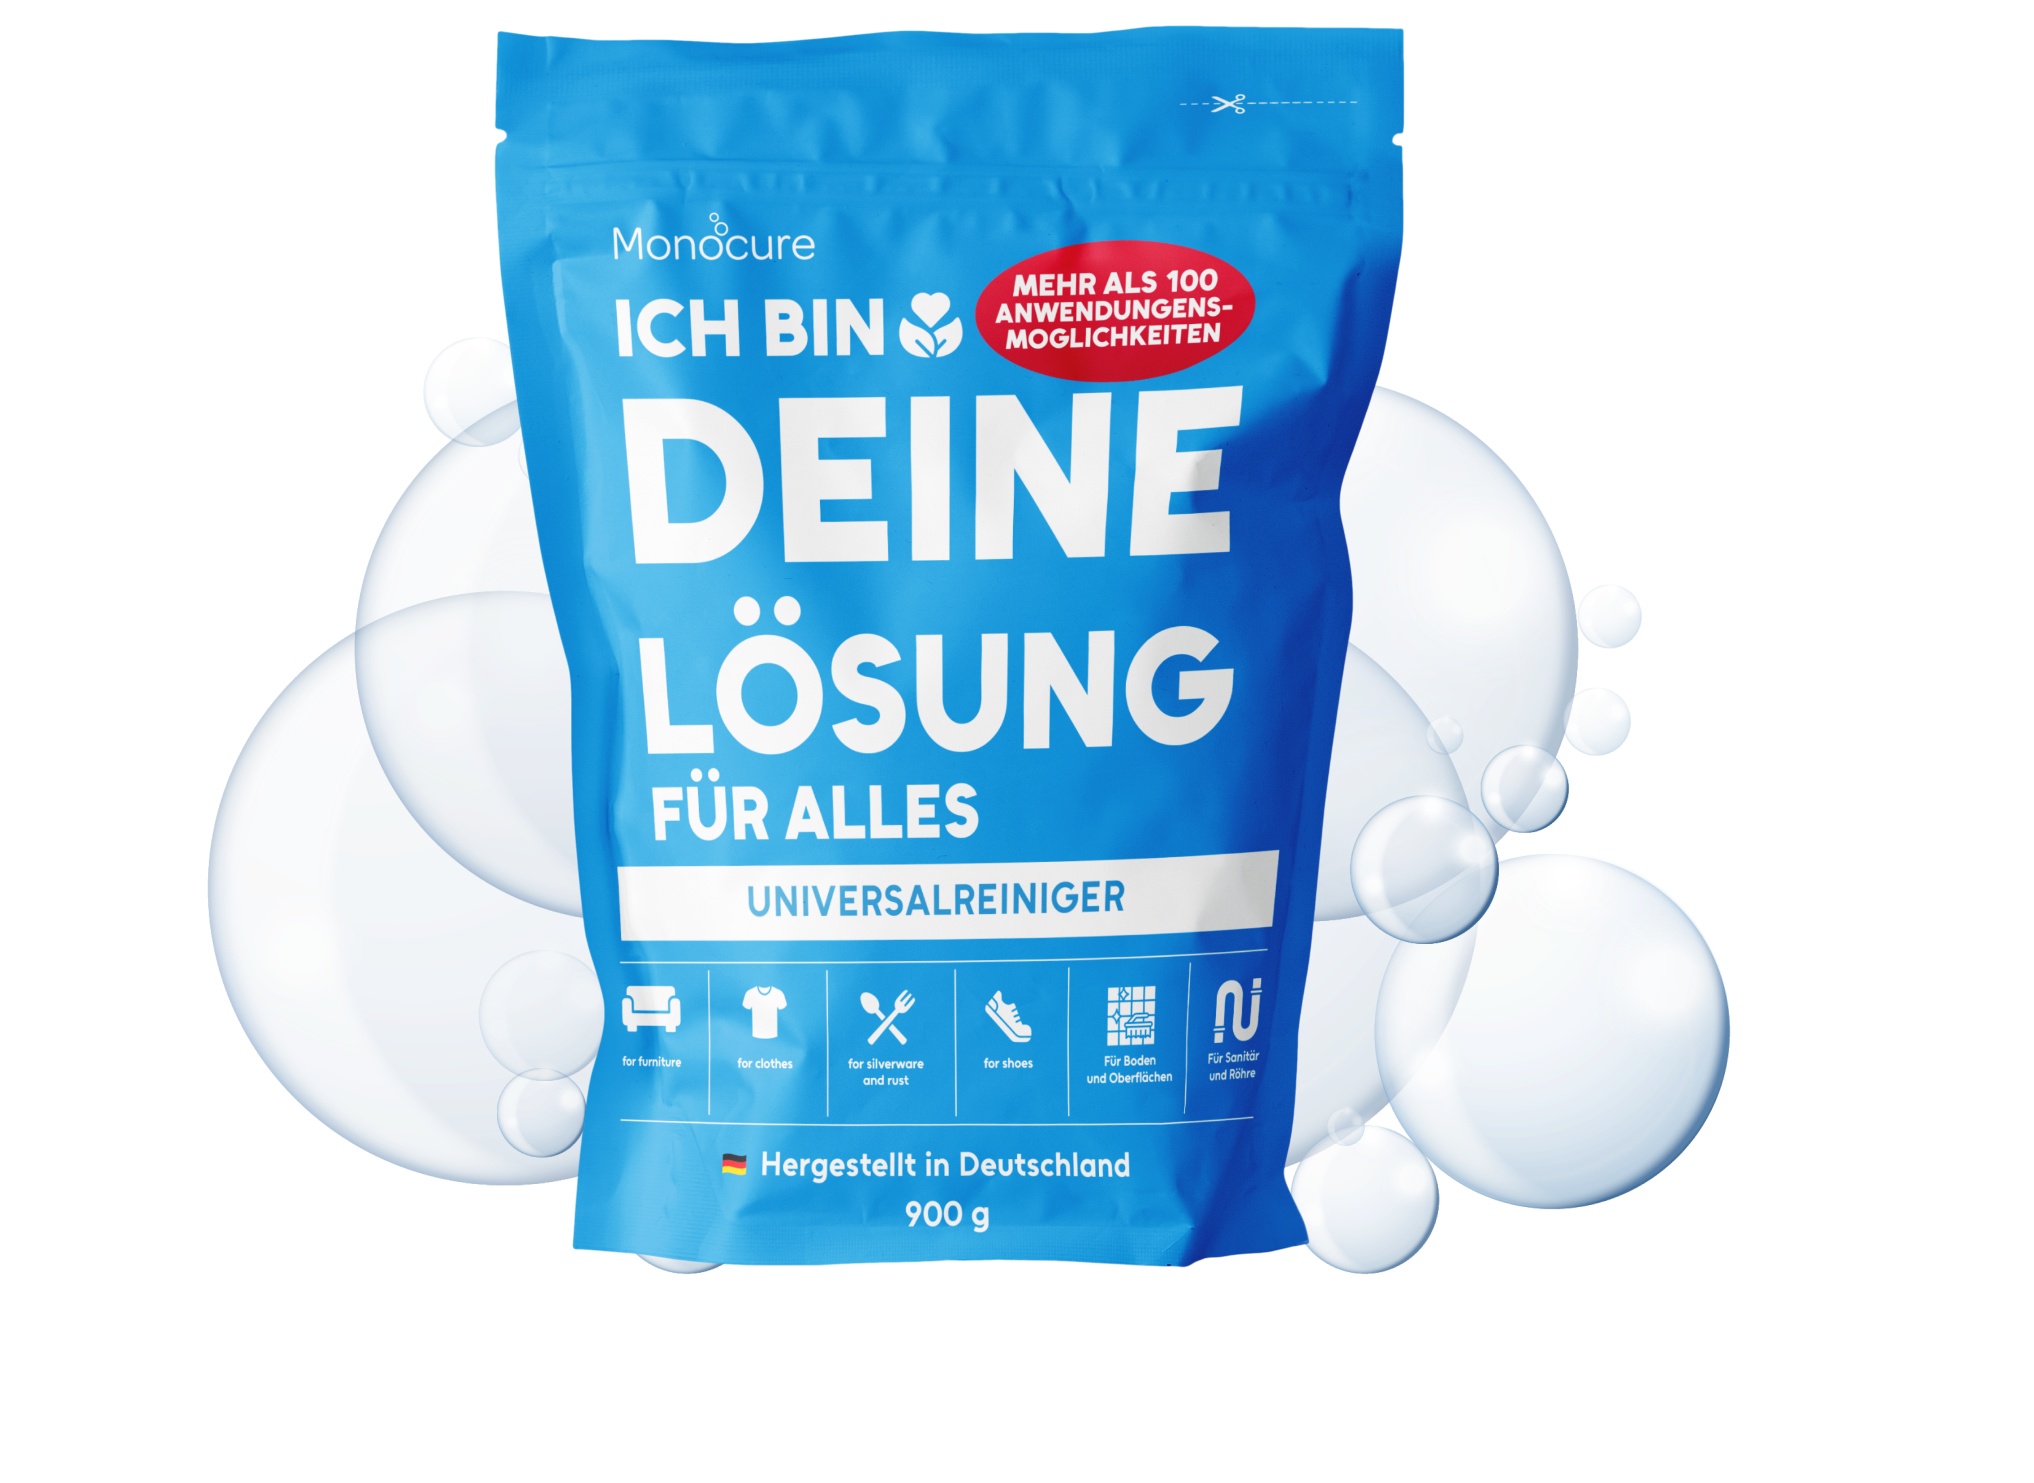 Monocure
ICH BIN
MEHR ALS 100
ANWENDUNGENS-
MOGLICHKEITEN
DEINE
LÖSUNG
FÜR ALLES
UNIVERSALREINIGER
for furniture
for clothes
for silverware
and rust
for shoes
Für Boden
und Oberflächen
Für Sanitär
und Röhre
Hergestellt in Deutschland
900 g